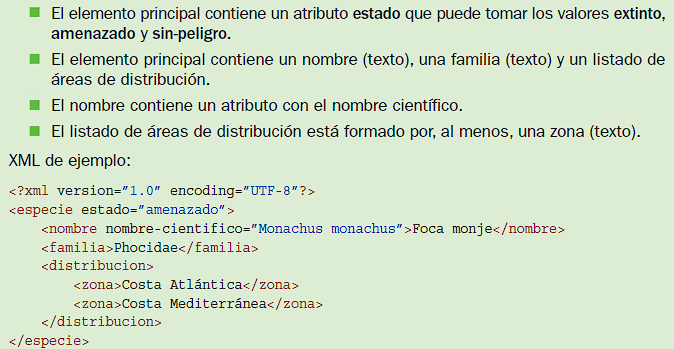 El elemento principal contiene un atributo estado que puede tomar los valores extinto,
amenazado y sin-peligro.
El elemento principal contiene un nombre (texto), una familia (texto) y un listado de
áreas de distribución.
El nombre contiene un atributo con el nombre científico.
El listado de áreas de distribución está formado por, al menos, una zona (texto).
XML de ejemplo:
<?xml version="1.0" encoding="UTF-8"?>
<especie estado="amenazado">
    <nombre nombre-cientifico="Monachus monachus">Foca monje</nombre>
    <familia>Phocidae</familia>
    <distribucion>
        <zona>Costa Atlántica</zona>
        <zona>Costa Mediterránea</zona>
    </distribucion>
</especie>